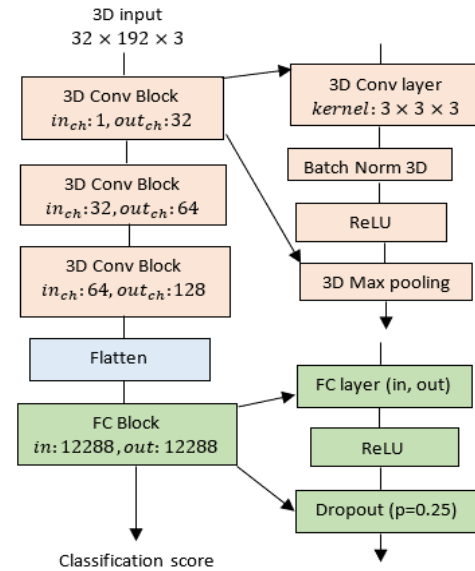 3D input
32 × 192 × 3
3D Conv Block
in_ch: 1, out_ch: 32
3D Conv Block
in_ch: 32, out_ch: 64
3D Conv Block
in_ch: 64, out_ch: 128
Flatten
FC Block
in: 12288, out: 12288
Classification score
3D Conv layer
kernel: 3 × 3 × 3
Batch Norm 3D
ReLU
3D Max pooling
FC layer (in, out)
ReLU
Dropout (p=0.25)